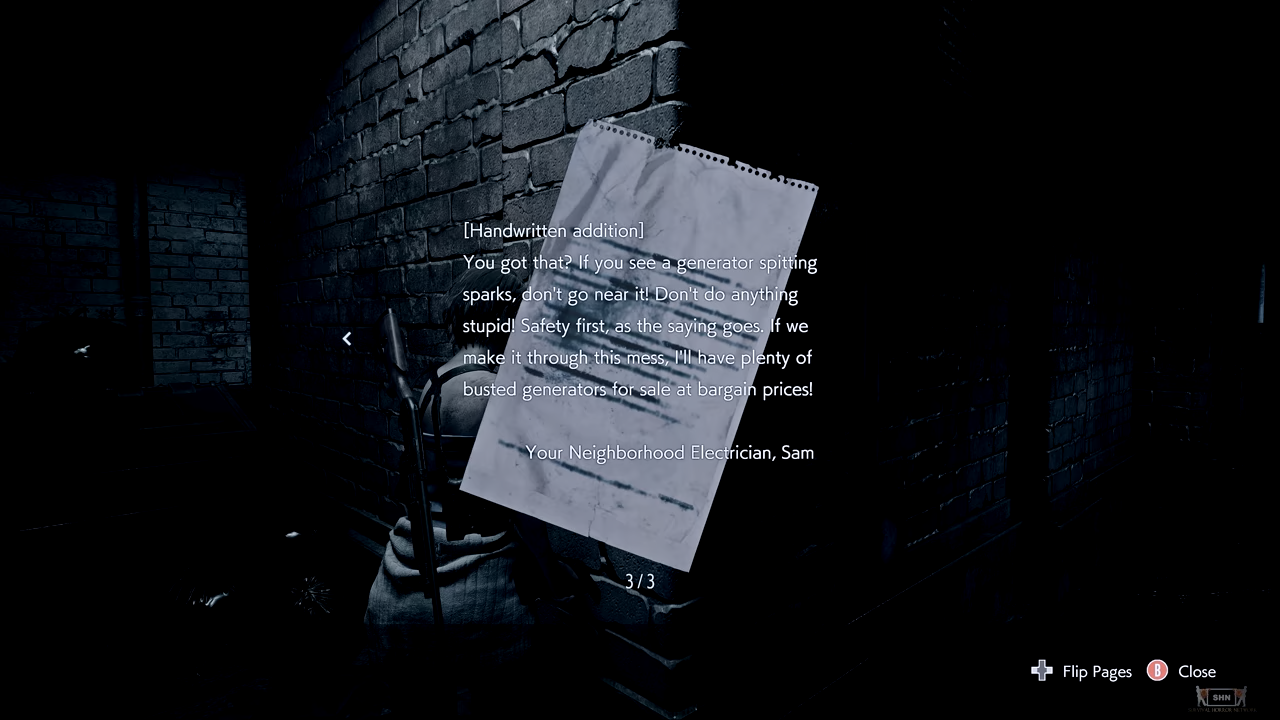 [Handwritten addition]
You got that? If you see a generator spitting
sparks, don't go near it! Don't do anything
stupid! Safety first, as the saying goes. If we
make it through this mess, I'll have plenty of
busted generators for sale at bargain prices!
Your Neighborhood Electrician, Sam
3/3
Flip Pages B Close
SHN